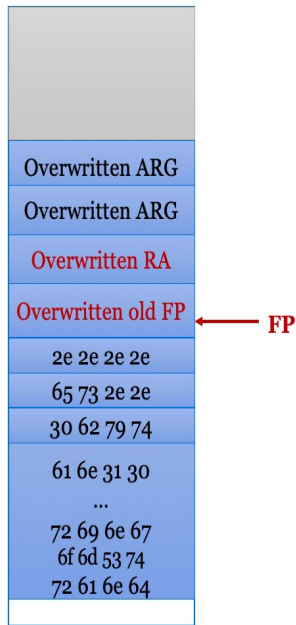 Overwritten ARG
Overwritten ARG
Overwritten RA
Overwritten old FP
FP
2e 2e 2e 2e
65 73 2e 2e
30 62 79 74
61 6e 31 30
...
72 69 6e 67
6f 6d 53 74
72 61 6e 64